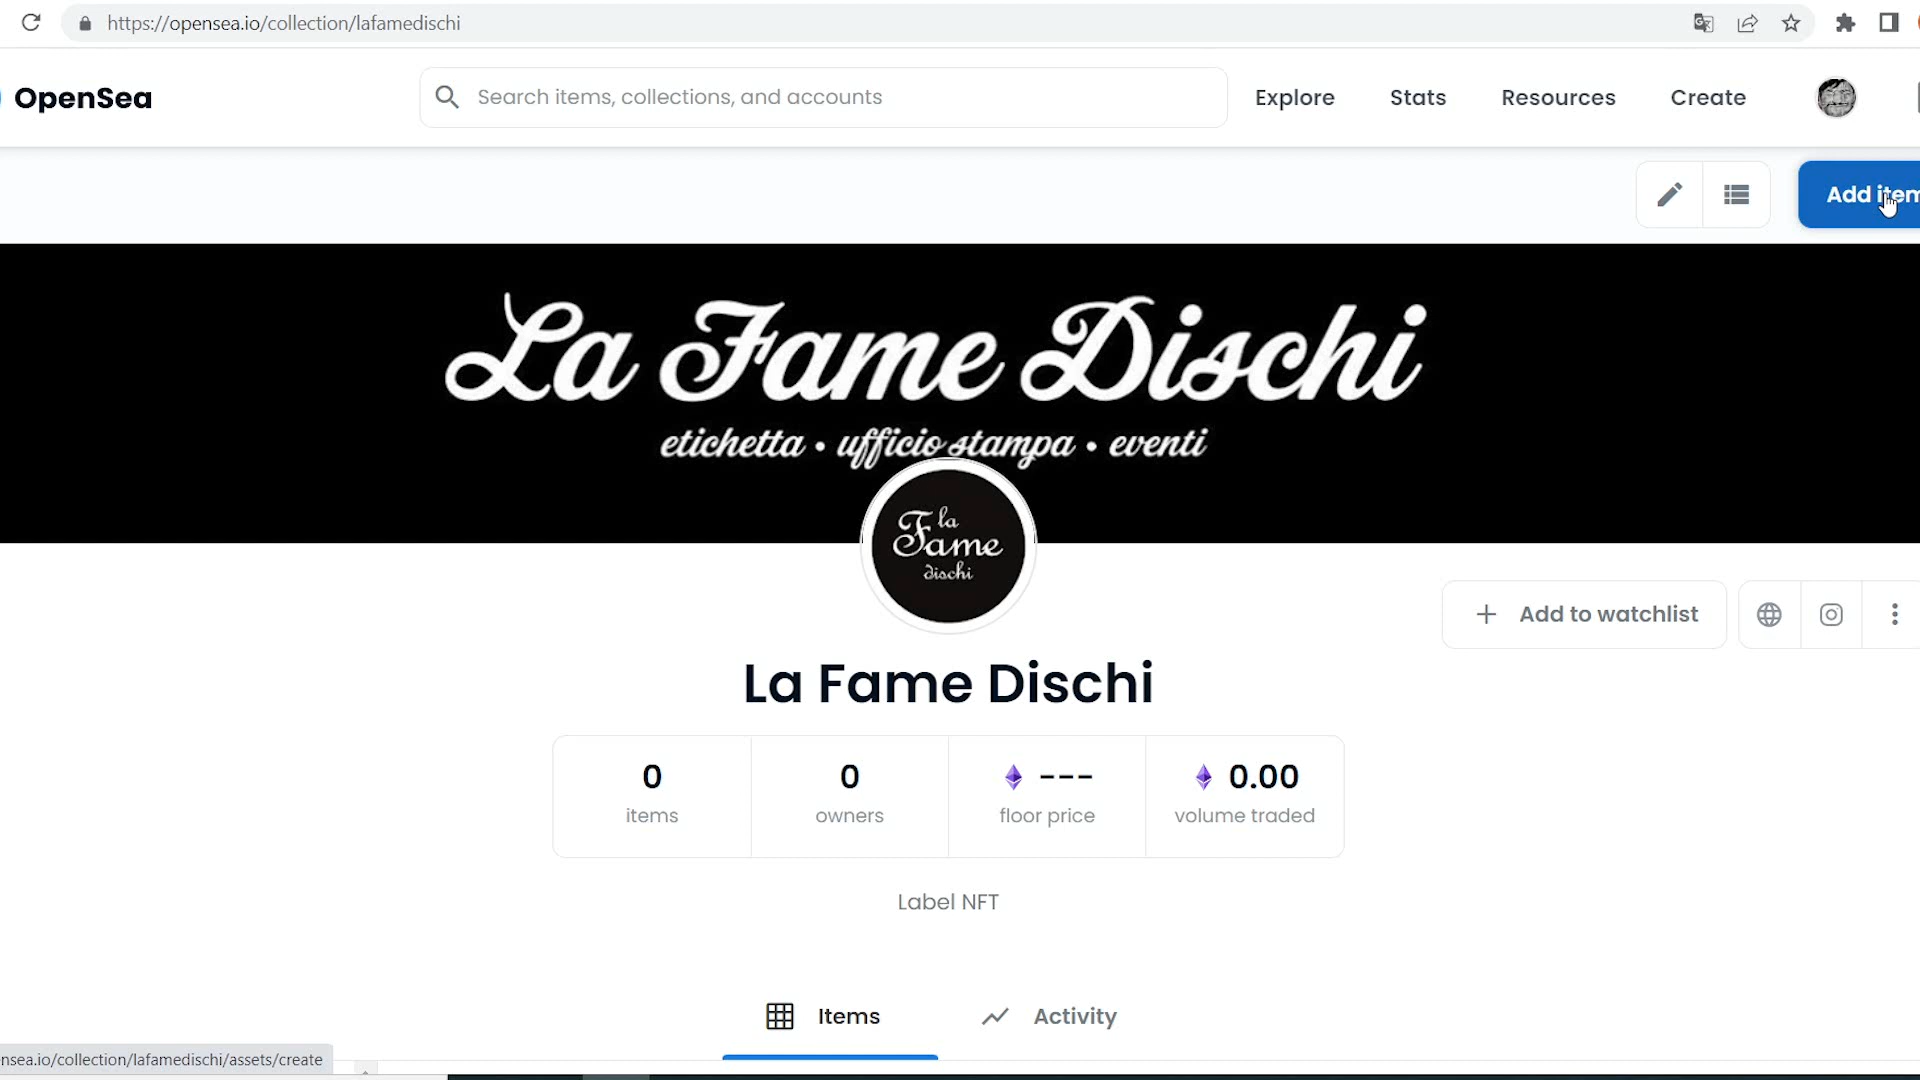 https://opensea.io/collection/lafamedischi
OpenSea
Search items, collections, and accounts
Explore
Stats
Resources
Create
Add item
La Fame Dischi
etichetta • ufficio stampa • eventi
la
Fame
dischi
+ Add to watchlist
La Fame Dischi
0
items
0
owners
---
floor price
0.00
volume traded
Label NFT
Items
Activity
nsea.io/collection/lafamedischi/assets/create